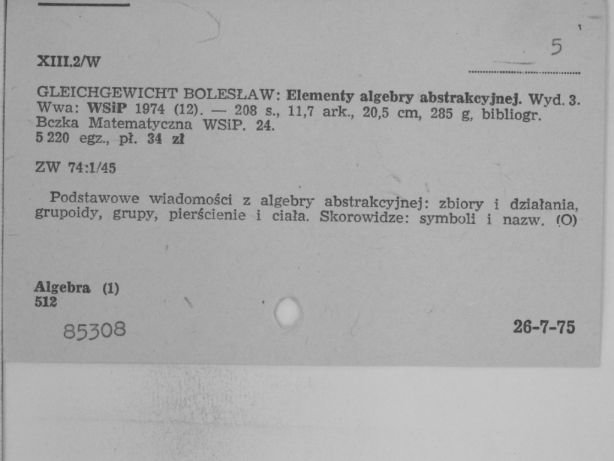 5
XIII.2/W
GLEICHGEWICHT BOLESŁAW: Elementy algebry abstrakcyjnej. Wyd. 3.
Wwa: WSiP 1974 (12). — 208 s., 11,7 ark., 20,5 cm, 285 g, bibliogr.
Bczka Matematyczna WSiP. 24.
5 220 egz., pł. 34 zł
ZW 74:1/45
Podstawowe wiadomości z algebry abstrakcyjnej: zbiory i działania,
grupoidy, grupy, pierścienie i ciała. Skorowidze: symboli i nazw. (O)
Algebra (1)
512
85308
26-7-75